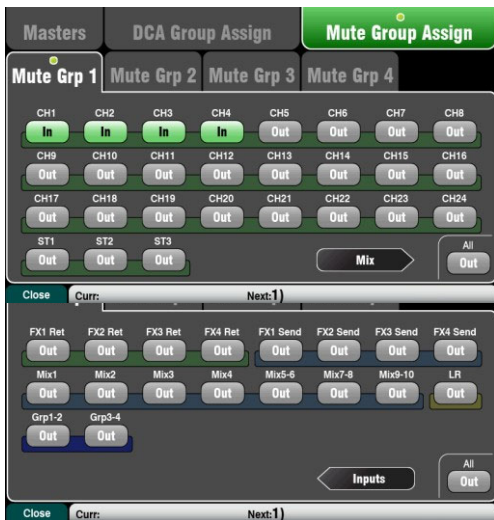 Masters DCA Group Assign Mute Group Assign
Mute Grp 1 Mute Grp 2 Mute Grp 3 Mute Grp 4
CH1 CH2 CH3 CH4 CH5 CH6 CH7 CH8
In In In In Out Out Out Out
CH9 CH10 CH11 CH12 CH13 CH14 CH15 CH16
Out Out Out Out Out Out Out Out
CH17 CH18 CH19 CH20 CH21 CH22 CH23 CH24
Out Out Out Out Out Out Out Out
ST1 ST2 ST3 All
Out Out Out Mix Out
Close Curr: Next:1)
FX1 Ret FX2 Ret FX3 Ret FX4 Ret FX1 Send FX2 Send FX3 Send FX4 Send
Out Out Out Out Out Out Out Out
Mix1 Mix2 Mix3 Mix4 Mix5-6 Mix7-8 Mix9-10 LR
Out Out Out Out Out Out Out Out
Grp1-2 Grp3-4
Out Out
All
Inputs Out
Close Curr: Next:1)